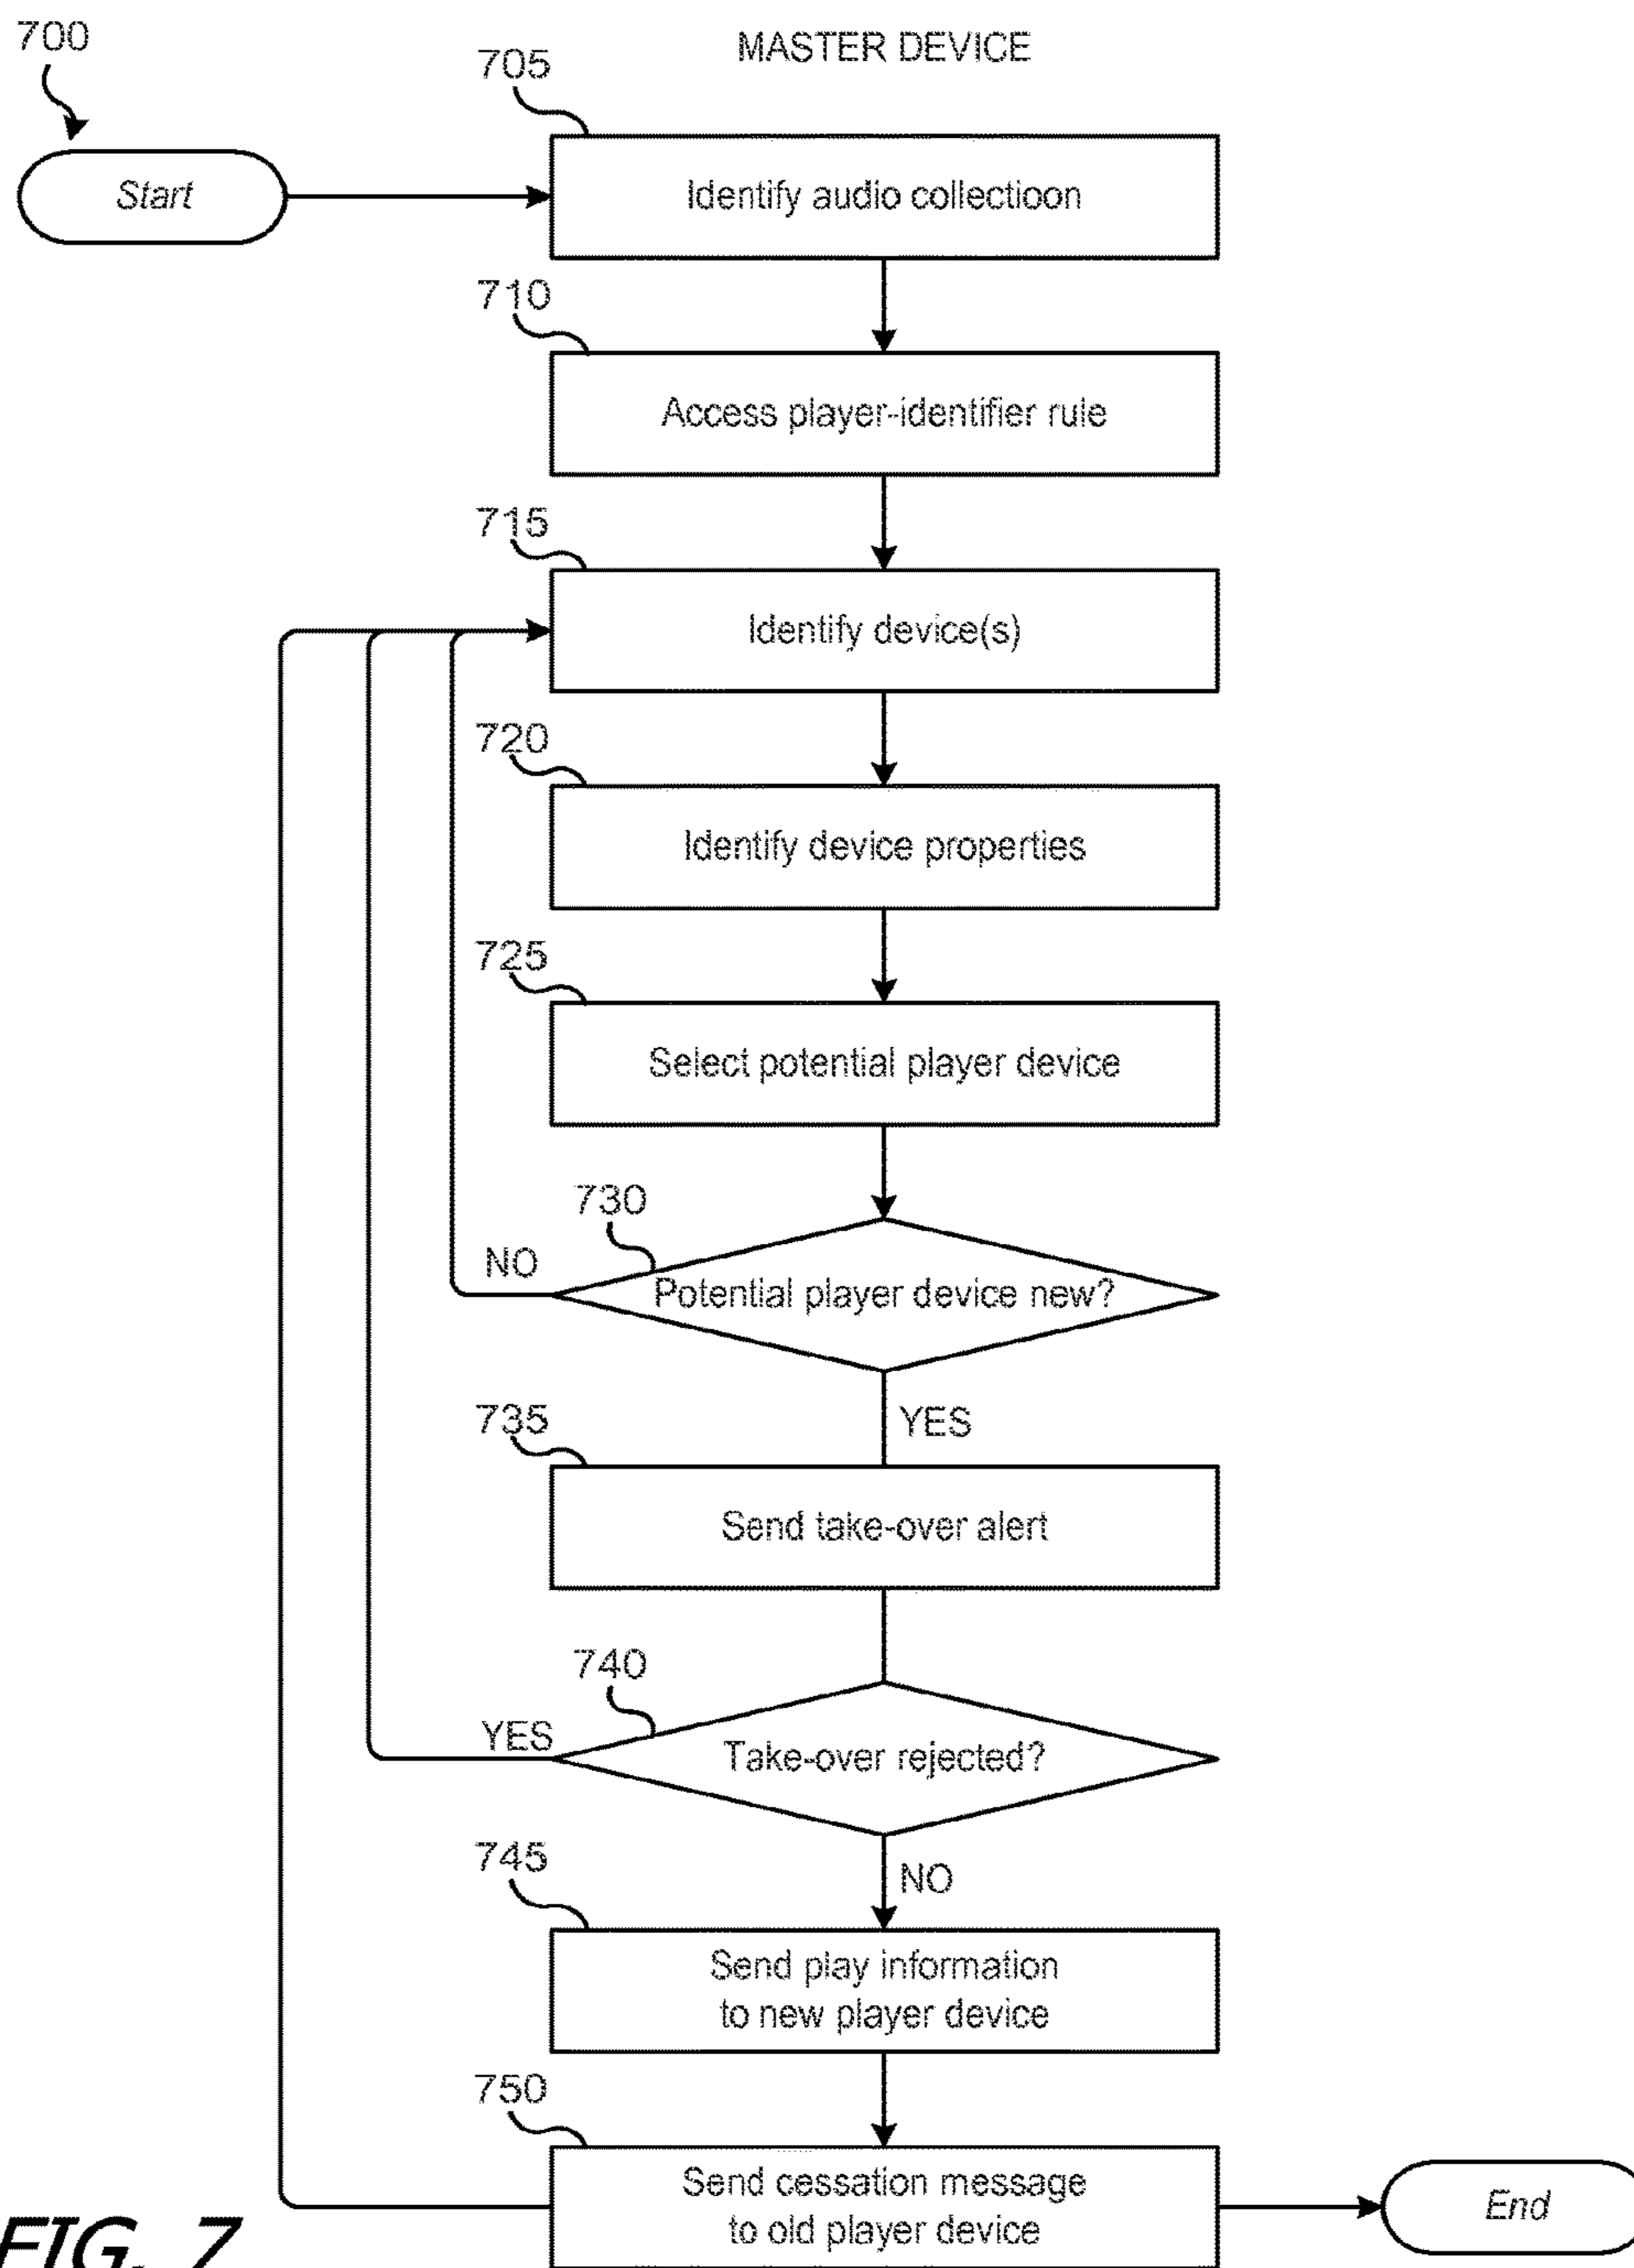 700
MASTER DEVICE
705
Start
Identify audio collectioon
710
Access player-identifier rule
715
Identify device(s)
720
Identify device properties
725
Select potential player device
730
NO
Potential player device new?
YES
735
Send take-over alert
740
YES
Take-over rejected?
745
NO
Send play information
to new player device
750
Send cessation message
to old player device
End
FIG. 7